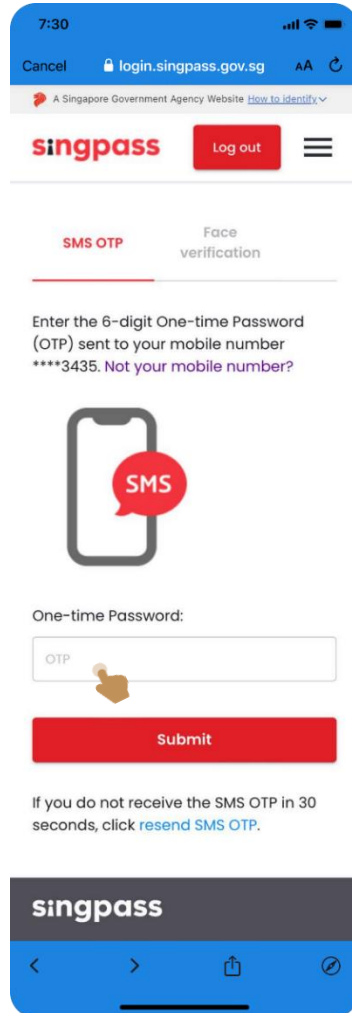 7:30
Cancel login.singpass.gov.sg AA
A Singapore Government Agency Website How to identify
singpass Log out
SMS OTP Face
verification
Enter the 6-digit One-time Password
(OTP) sent to your mobile number
****3435. Not your mobile number?
SMS
One-time Password:
OTP
Submit
If you do not receive the SMS OTP in 30
seconds, click resend SMS OTP.
singpass